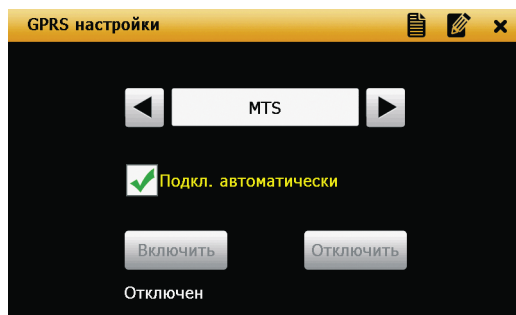 GPRS настройки
MTS
Подкл. автоматически
Включить
Отключить
Отключен